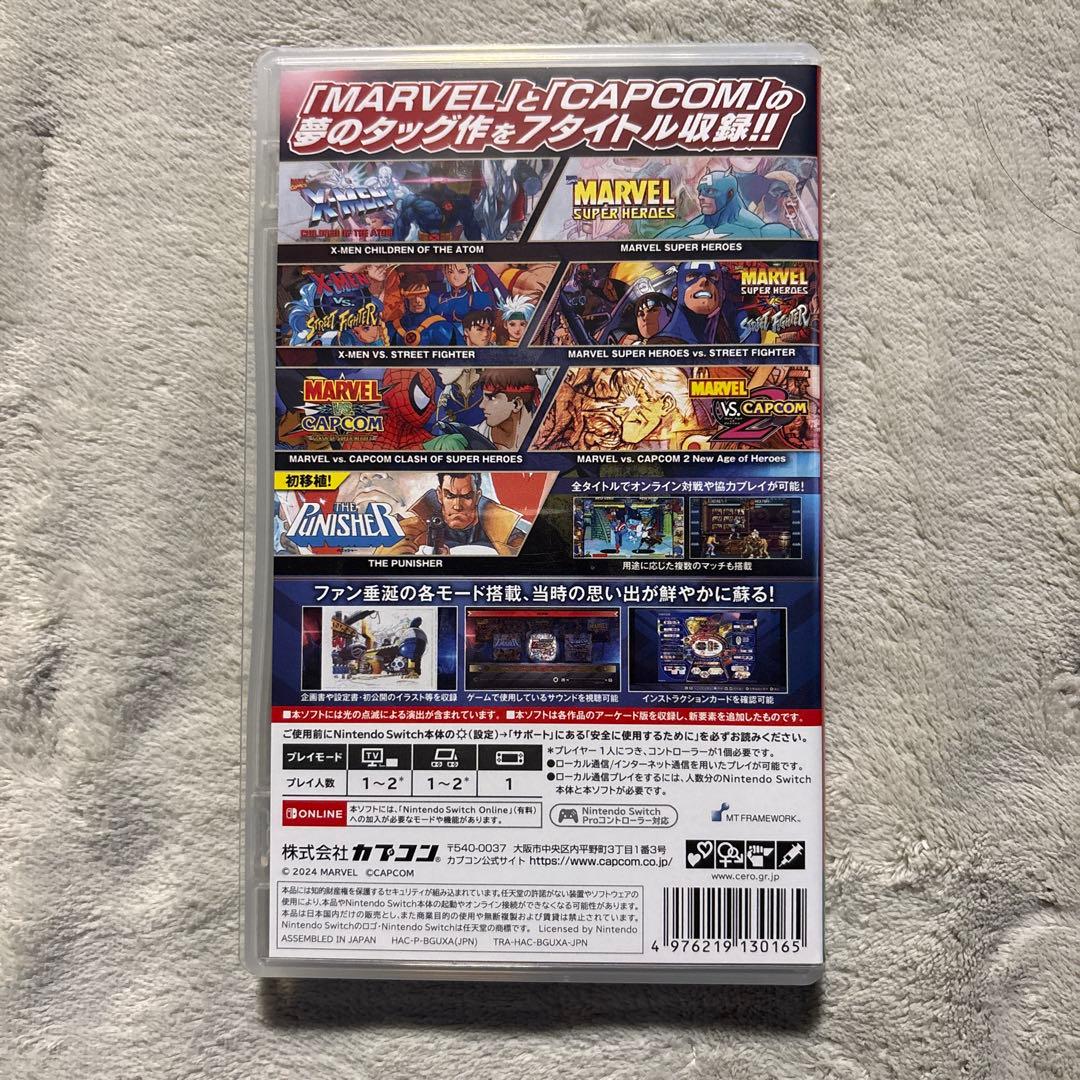 「MARVEL」と「CAPCOM」の
夢のタッグ作を7タイトル収録!!
X-MEN
CHILDREN OF THE ATOM
MARVEL
SUPER HEROES
X-MEN CHILDREN OF THE ATOM
MARVEL SUPER HEROES
X-MEN
VS.
STREET FIGHTER
MARVEL
SUPER HEROES
VS
STREET FIGHTER
X-MEN VS. STREET FIGHTER
MARVEL SUPER HEROES vs. STREET FIGHTER
MARVEL
VS.
CAPCOM
CLASH OF SUPER HEROES
MARVEL
VS. CAPCOM
2
MARVEL vs. CAPCOM CLASH OF SUPER HEROES
MARVEL vs. CAPCOM 2 New Age of Heroes
初移植!
THE
PUNISHER
パニッシャー
THE PUNISHER
全タイトルでオンライン対戦や協力プレイが可能!
用途に応じた複数のマッチも搭載
ファン垂涎の各モード搭載、当時の思い出が鮮やかに蘇る!
企画書や設定書・初公開のイラスト等を収録
ゲームで使用しているサウンドを視聴可能
インストラクションカードを確認可能
■本ソフトには光の点滅による演出が含まれています。 ■本ソフトは各作品のアーケード版を収録し、新要素を追加したものです。
ご使用前にNintendo Switch本体の(設定)→「サポート」にある「安全に使用するために」を必ずお読みください。
プレイモード
TV
プレイ人数
1～2*
1～2*
1
*プレイヤー1人につき、コントローラーが1個必要です。
●ローカル通信/インターネット通信を用いたプレイが可能です。
●ローカル通信プレイをするには、人数分のNintendo Switch
本体と本ソフトが必要です。
ONLINE
本ソフトには、「Nintendo Switch Online」(有料)
への加入が必要なモードや機能があります。
Nintendo Switch
Proコントローラー対応
MT FRAMEWORK™
株式会社 カプコン®
〒540-0037 大阪市中央区内平野町3丁目1番3号
カプコン公式サイト https://www.capcom.co.jp/
© 2024 MARVEL ©CAPCOM
www.cero.gr.jp
本品には知的財産権を保護するセキュリティが組み込まれています。任天堂の許諾がない装置やソフトウェアの
使用により、本品やNintendo Switch本体の起動やオンライン接続ができなくなる可能性があります。
本品は日本国内だけの販売とし、また商業目的の使用や無断複製および賃貸は禁止されています。
Nintendo Switchのロゴ・Nintendo Switchは任天堂の商標です。 Licensed by Nintendo
ASSEMBLED IN JAPAN HAC-P-BGUXA(JPN) TRA-HAC-BGUXA-JPN
4 976219 130165